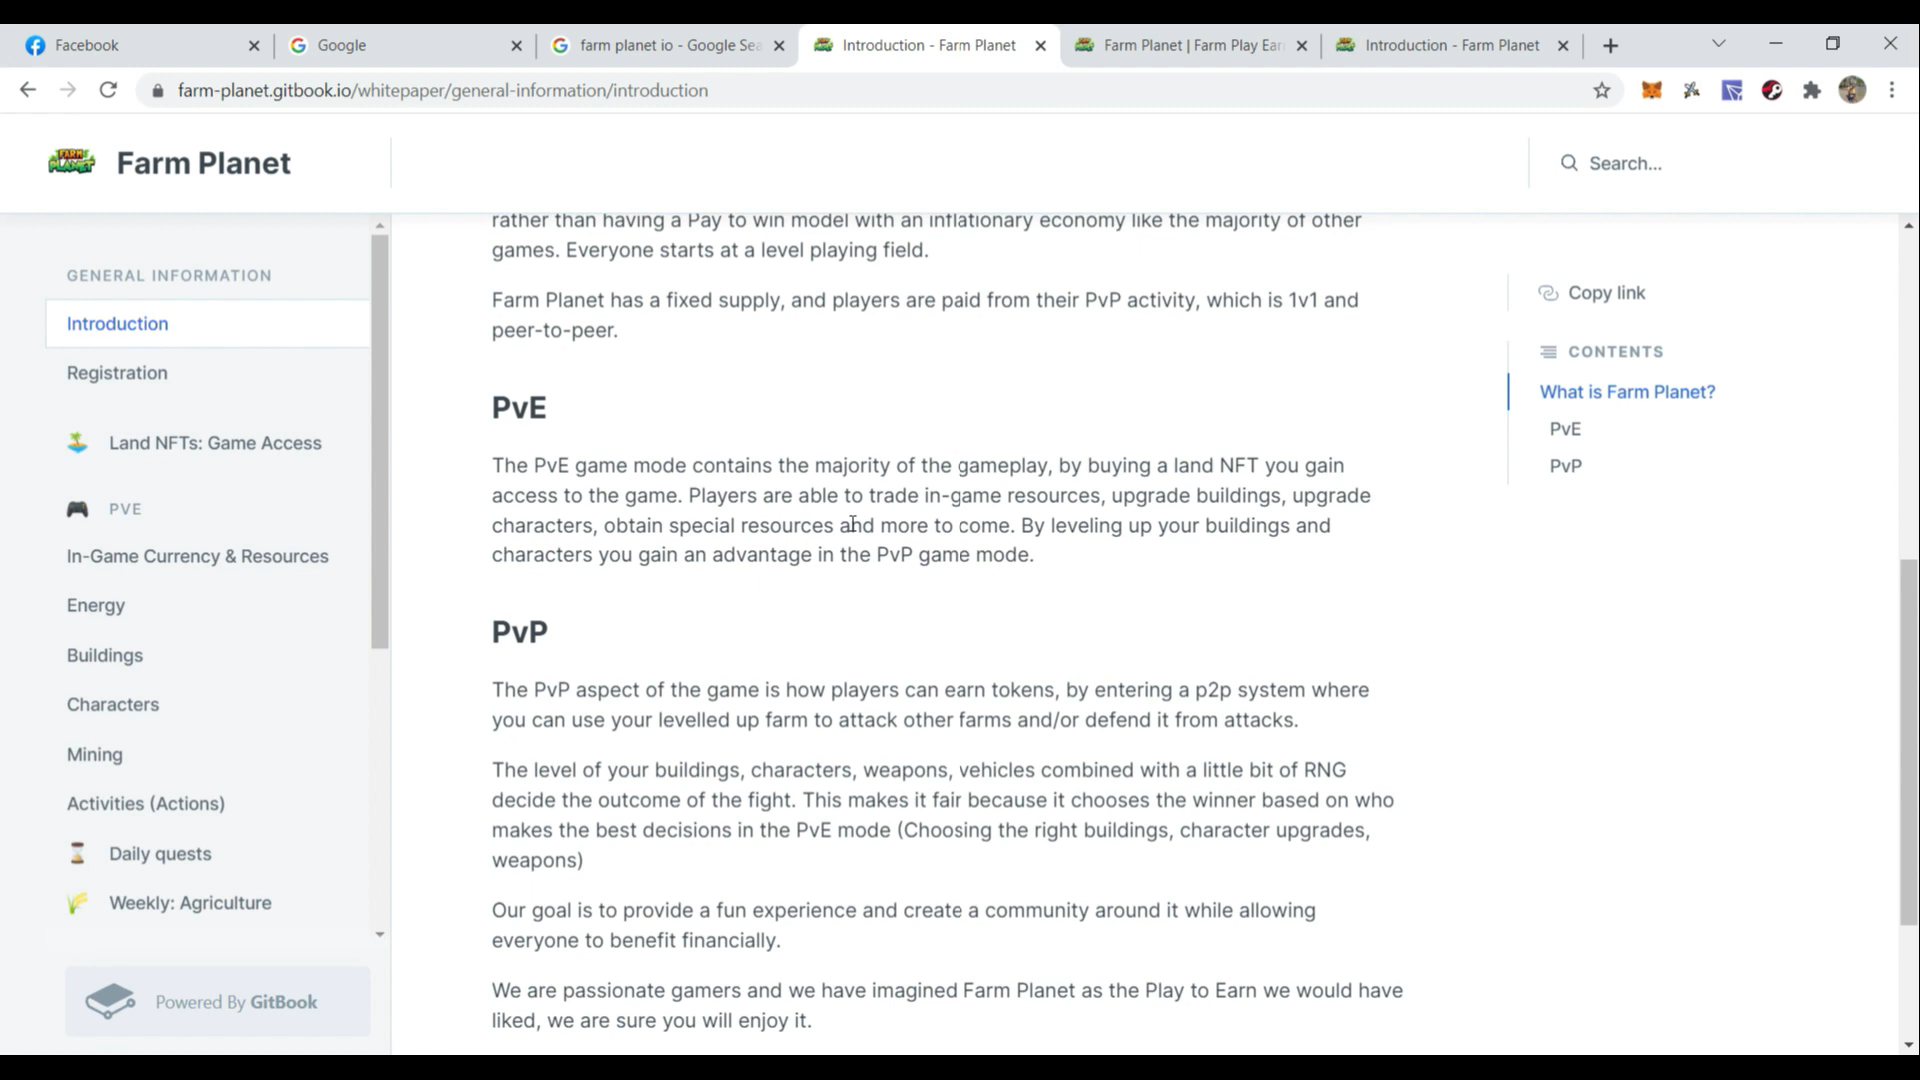 Facebook
Google
farm planet io - Google Sea
Introduction - Farm Planet
Farm Planet | Farm Play Ear
Introduction - Farm Planet
farm-planet.gitbook.io/whitepaper/general-information/introduction
FARM
PLANET
Farm Planet
Search...
GENERAL INFORMATION
Introduction
Registration
Land NFTs: Game Access
PVE
In-Game Currency & Resources
Energy
Buildings
Characters
Mining
Activities (Actions)
Daily quests
Weekly: Agriculture
Powered By GitBook
rather than having a Pay to win model with an inflationary economy like the majority of other
games. Everyone starts at a level playing field.
Farm Planet has a fixed supply, and players are paid from their PvP activity, which is 1v1 and
peer-to-peer.
PvE
The PvE game mode contains the majority of the gameplay, by buying a land NFT you gain
access to the game. Players are able to trade in-game resources, upgrade buildings, upgrade
characters, obtain special resources and more to come. By leveling up your buildings and
characters you gain an advantage in the PvP game mode.
PvP
The PvP aspect of the game is how players can earn tokens, by entering a p2p system where
you can use your levelled up farm to attack other farms and/or defend it from attacks.
The level of your buildings, characters, weapons, vehicles combined with a little bit of RNG
decide the outcome of the fight. This makes it fair because it chooses the winner based on who
makes the best decisions in the PvE mode (Choosing the right buildings, character upgrades,
weapons)
Our goal is to provide a fun experience and create a community around it while allowing
everyone to benefit financially.
We are passionate gamers and we have imagined Farm Planet as the Play to Earn we would have
liked, we are sure you will enjoy it.
Copy link
CONTENTS
What is Farm Planet?
PvE
PvP